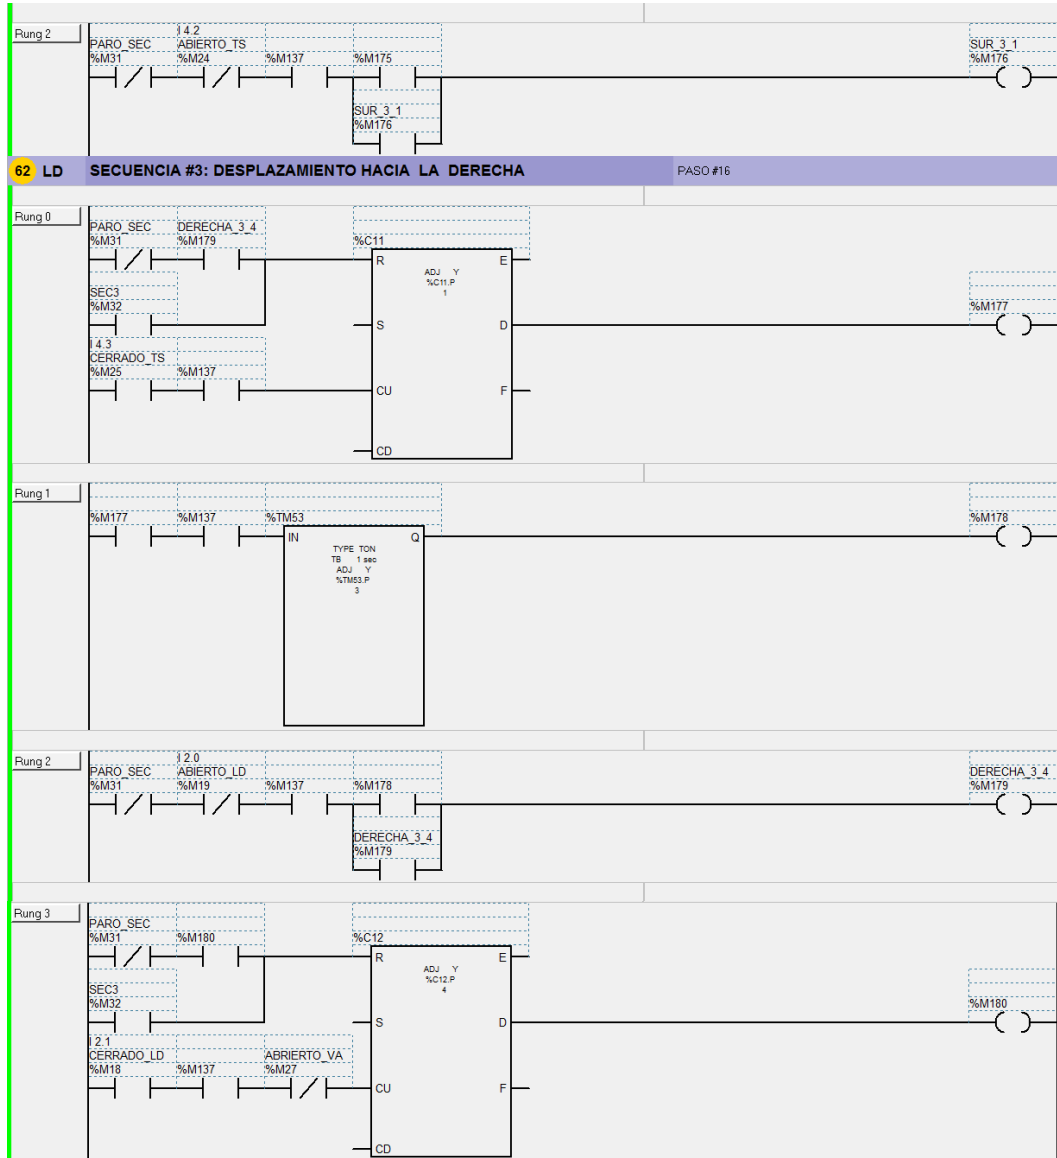 Rung 2
I 4.2
PARO_SEC ABIERTO_TS SUR_3_1
%M31 %M24 %M137 %M175 %M176
SUR_3_1
%M176
62 LD SECUENCIA #3: DESPLAZAMIENTO HACIA LA DERECHA PASO #16
Rung 0
PARO_SEC DERECHA_3_4
%M31 %M179 %C11
R E
ADJ Y
%C11.P
1
SEC3
%M32 %M177
S D
I 4.3
CERRADO_TS
%M25 %M137
CU F
CD
Rung 1
%M177 %M137 %TM53 %M178
IN Q
TYPE TON
TB 1 sec
ADJ Y
%TM53.P
3
Rung 2
I 2.0
PARO_SEC ABIERTO_LD DERECHA_3_4
%M31 %M19 %M137 %M178 %M179
DERECHA_3_4
%M179
Rung 3
PARO_SEC
%M31 %M180 %C12
R E
ADJ Y
%C12.P
4
SEC3
%M32 %M180
S D
I 2.1
CERRADO_LD ABRIERTO_VA
%M18 %M137 %M27
CU F
CD